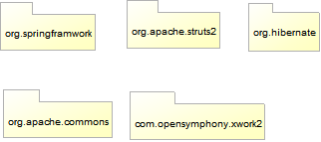 org.springframwork
org.apache.struts2
org.hibernate
org.apache.commons
com.opensymphony.xwork2